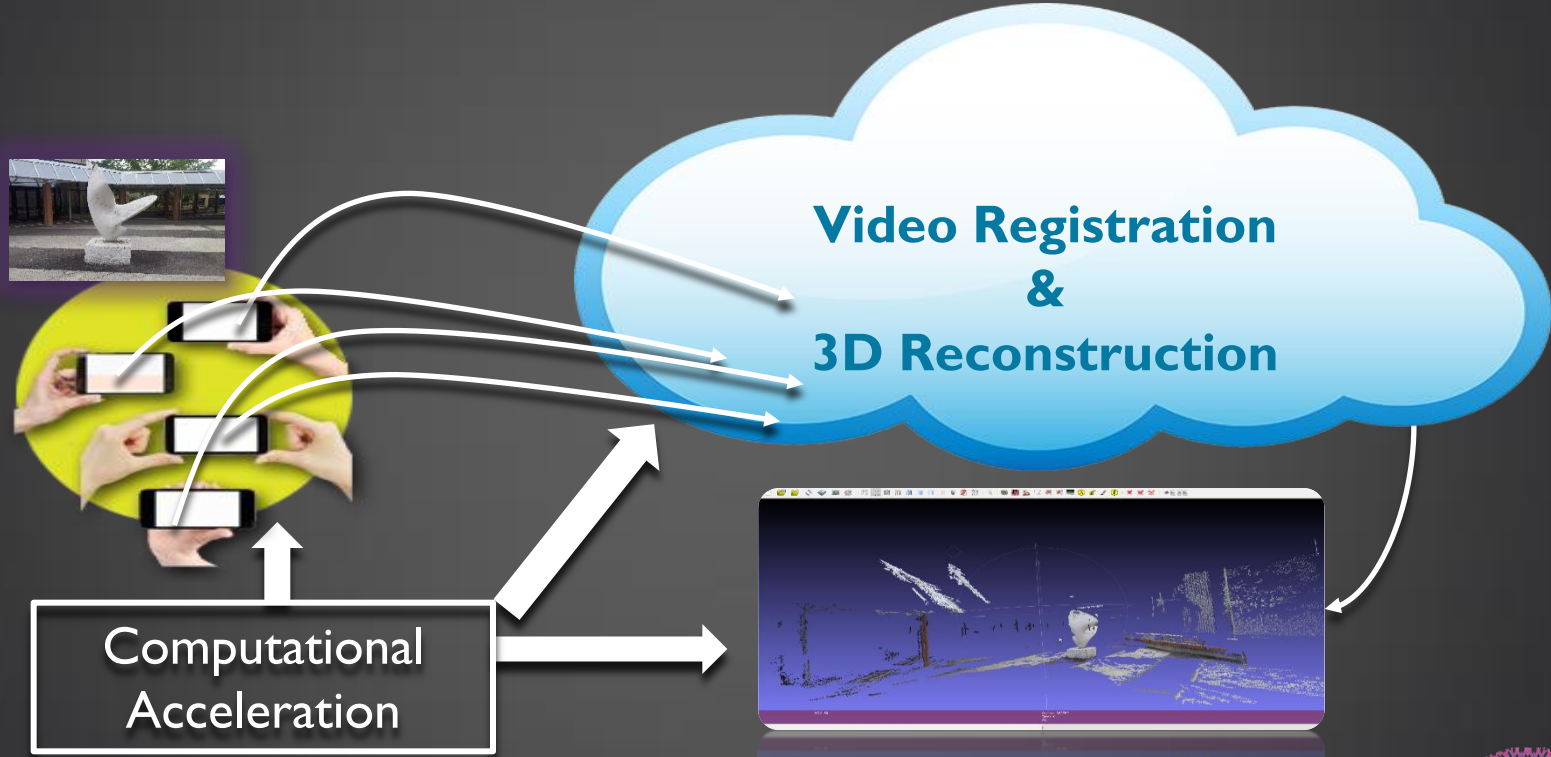 Video Registration
&
3D Reconstruction
Computational
Acceleration